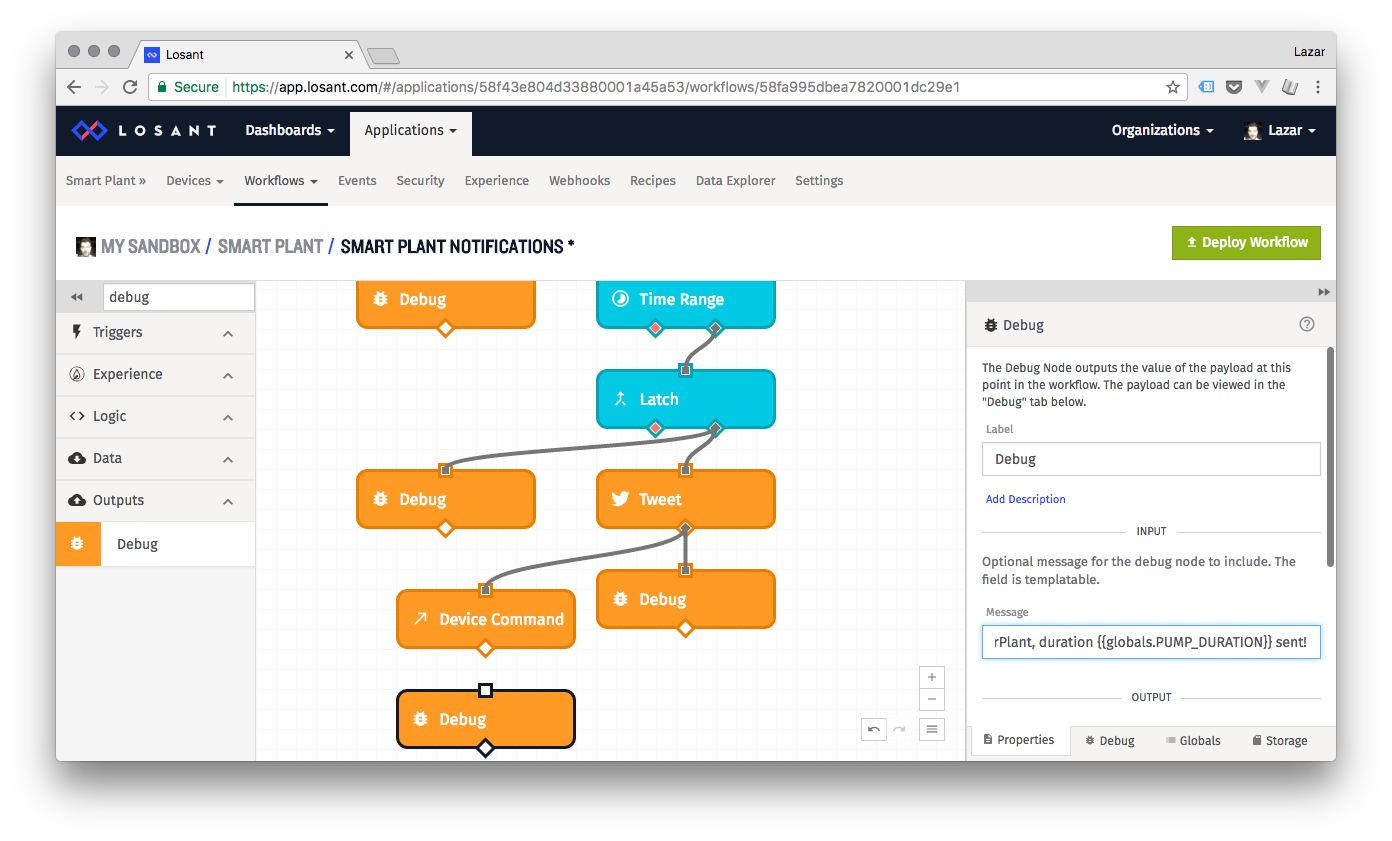 Losant
Lazar
Secure https://app.losant.com/#/applications/58f43e804d33880001a45a53/workflows/58fa995dbea7820001dc29e1
LOSANT Dashboards Applications Organizations Lazar
Smart Plant » Devices Workflows Events Security Experience Webhooks Recipes Data Explorer Settings
MY SANDBOX / SMART PLANT / SMART PLANT NOTIFICATIONS * Deploy Workflow
debug
Triggers
Experience
Logic
Data
Outputs
Debug
Debug
Time Range
Latch
Debug
Tweet
Device Command
Debug
Debug
Debug
The Debug Node outputs the value of the payload at this
point in the workflow. The payload can be viewed in the
"Debug" tab below.
Label
Debug
Add Description
INPUT
Optional message for the debug node to include. The
field is templatable.
Message
rPlant, duration {{globals.PUMP_DURATION}} sent!
OUTPUT
Properties Debug Globals Storage